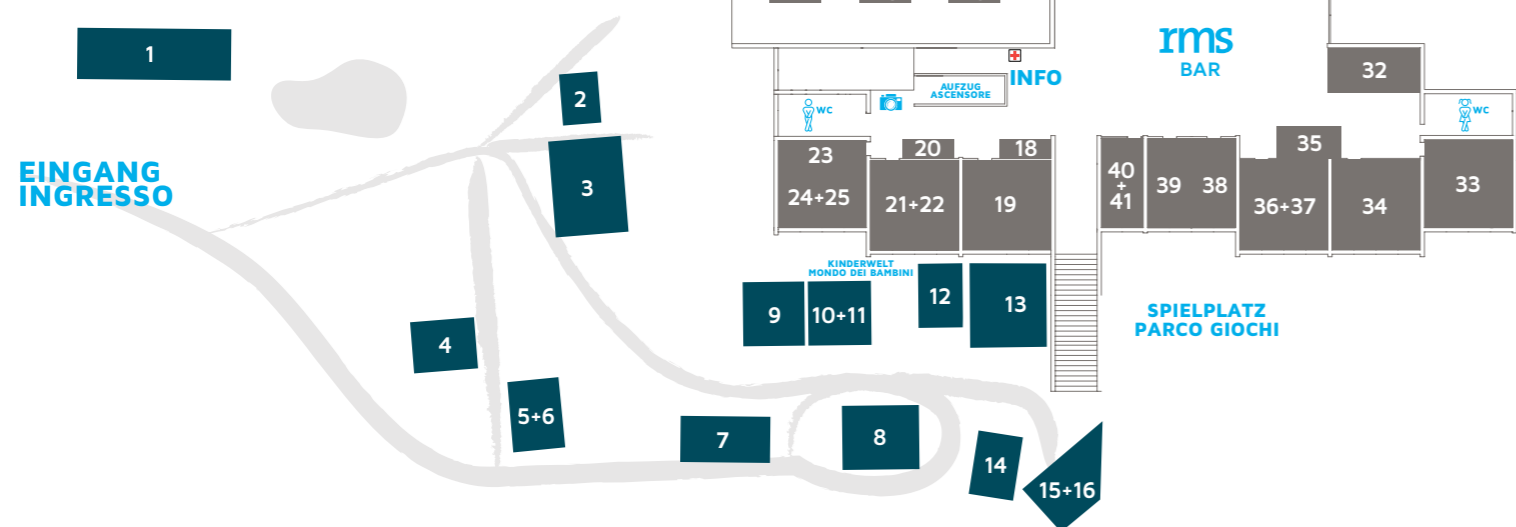 1
2
3
EINGANG
INGRESSO
4
5+6
7
8
9
10+11
12
13
14
15+16
KINDERWELT
MONDO DEI BAMBINI
WC
AUFZUG
ASCENSORE
INFO
rms
BAR
32
WC
23
24+25
20
21+22
18
19
40
+
41
39
38
35
36+37
34
33
SPIELPLATZ
PARCO GIOCHI